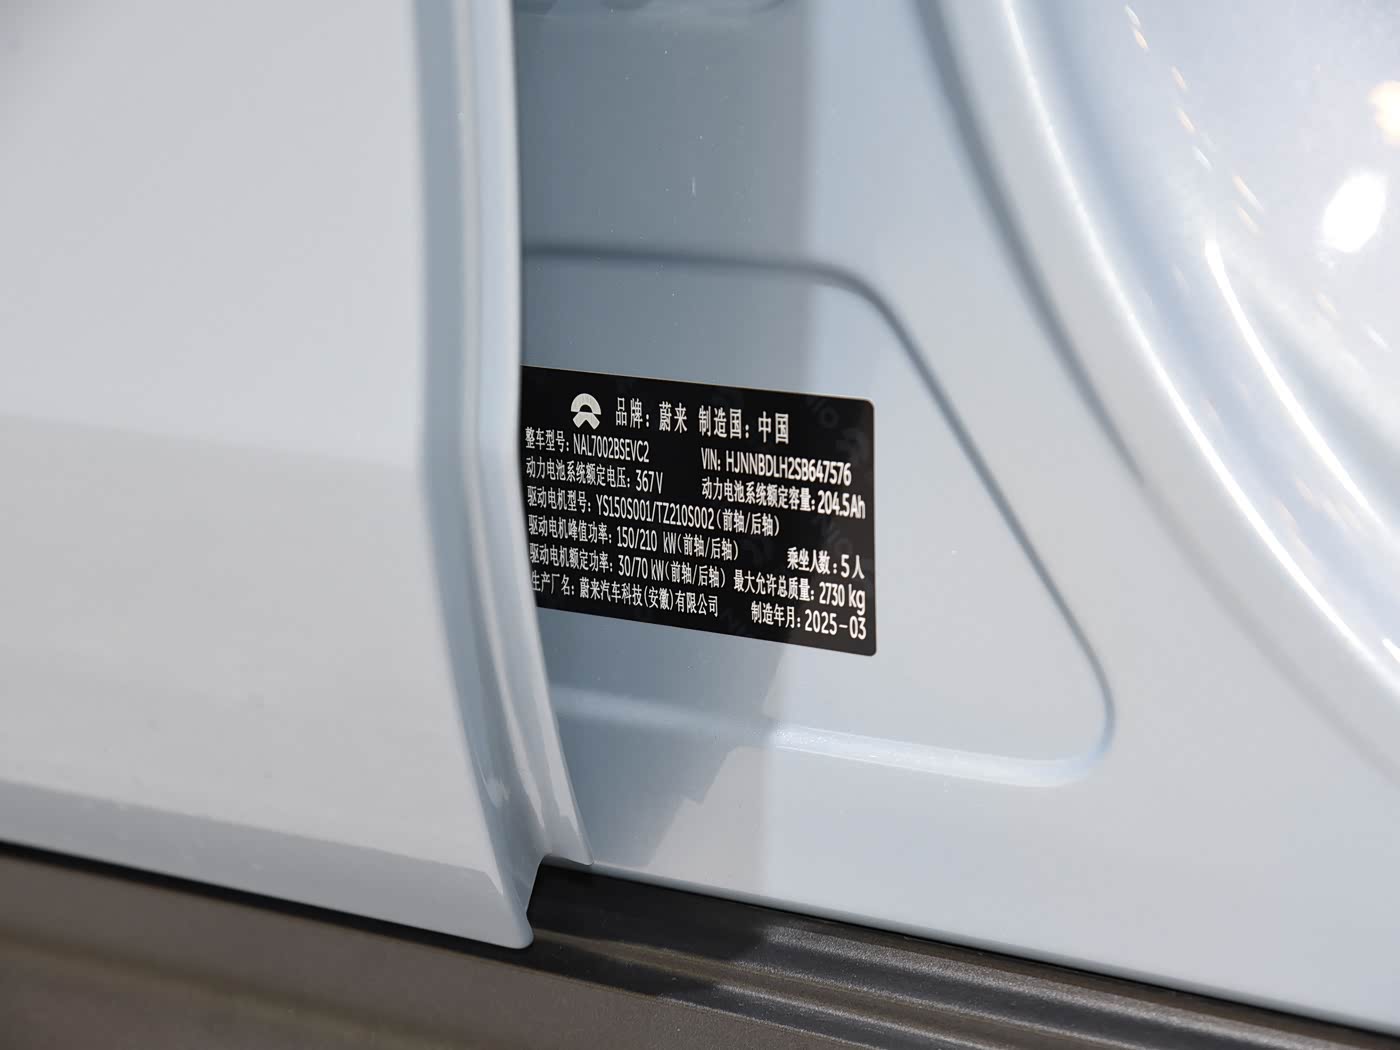 品牌: 蔚来 制造国: 中国
整车型号: NAL7002BSEVC2 VIN: HJNNBDLH2SB647576
动力电池系统额定电压: 367V 动力电池系统额定容量: 204.5Ah
驱动电机型号: YS150S001/TZ210S002(前轴/后轴)
驱动电机峰值功率: 150/210 kW(前轴/后轴) 乘坐人数: 5人
驱动电机额定功率: 30/70 kW(前轴/后轴) 最大允许总质量: 2730 kg
生产厂名: 蔚来汽车科技(安徽)有限公司 制造年月: 2025-03